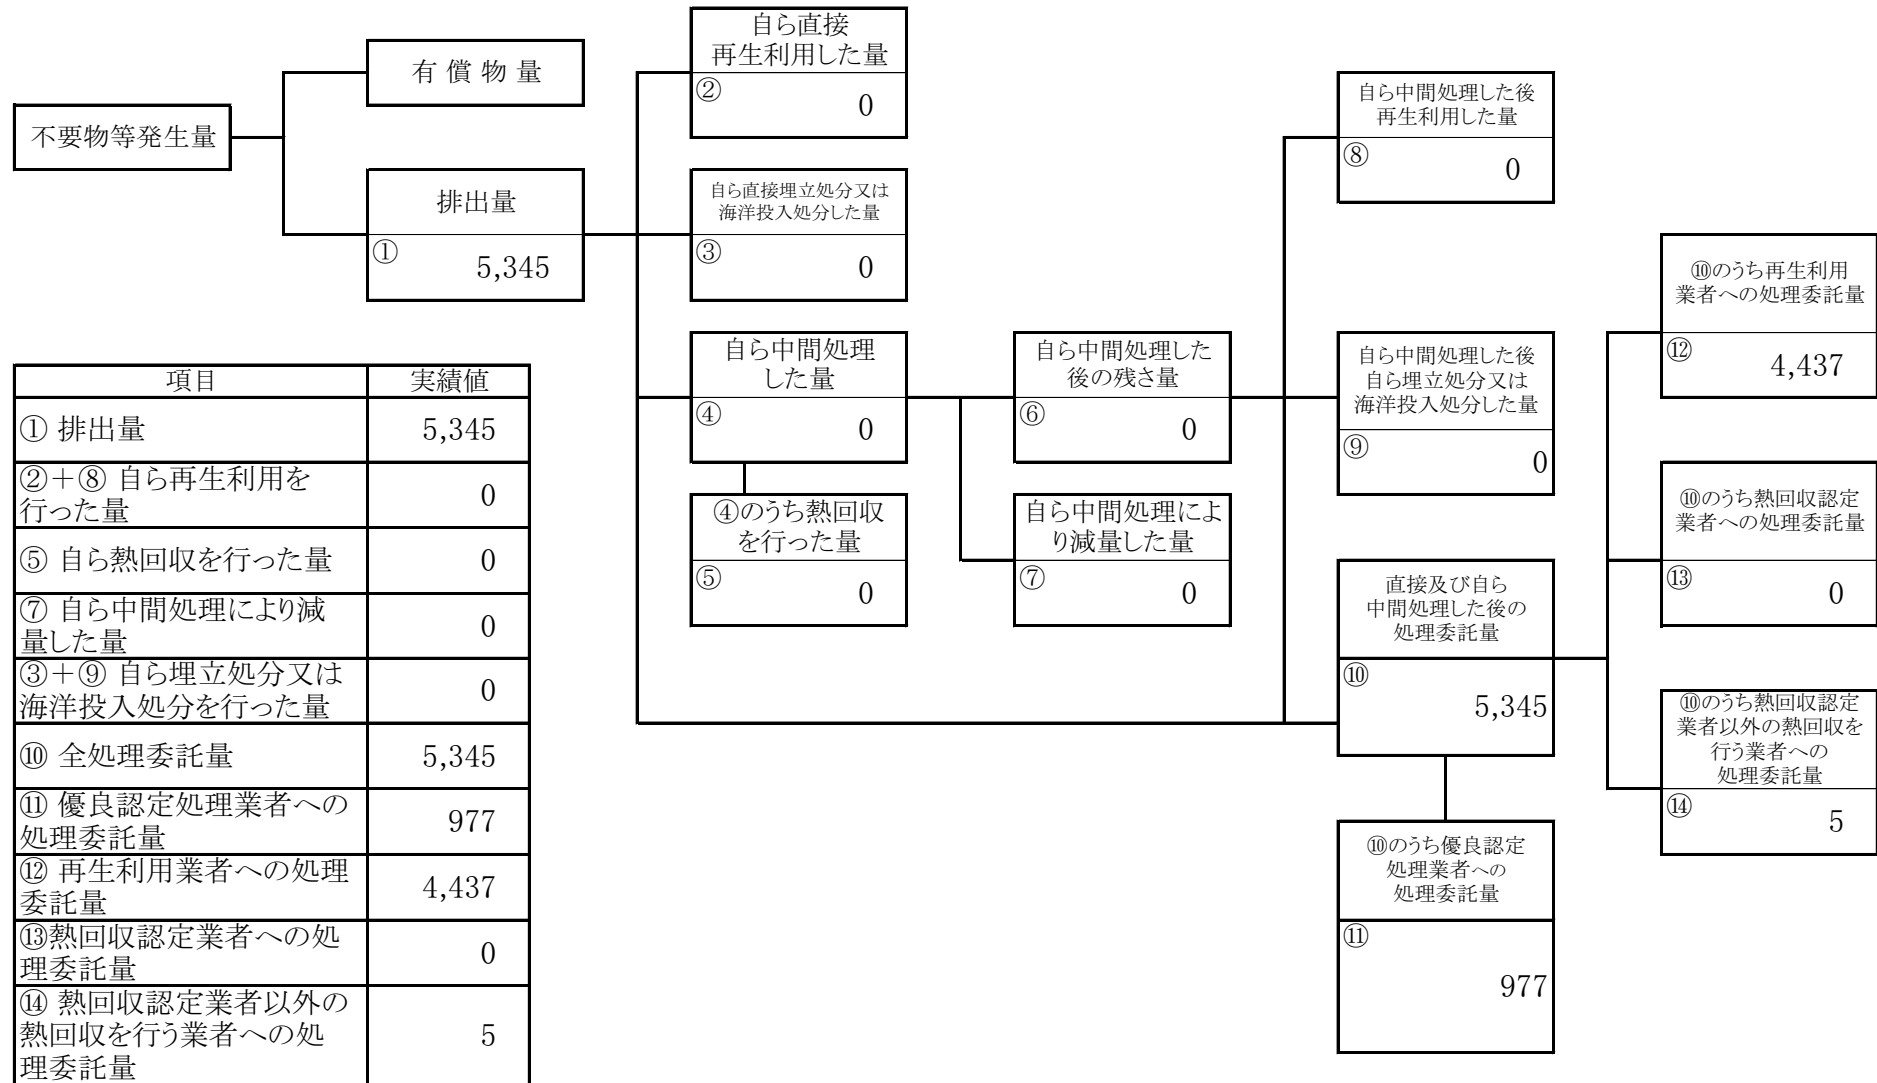 自ら直接
再生利用した量
②
0
有 償 物 量
不要物等発生量
排出量
①
5,345
自ら直接埋立処分又は
海洋投入処分した量
③
0
自ら中間処理した後
再生利用した量
⑧
0
自ら中間処理
した量
④
0
自ら中間処理した
後の残さ量
⑥
0
自ら中間処理した後
自ら埋立処分又は
海洋投入処分した量
⑨
0
④のうち熱回収
を行った量
⑤
0
自ら中間処理によ
り減量した量
⑦
0
直接及び自ら
中間処理した後の
処理委託量
⑩
5,345
⑩のうち優良認定
処理業者への
処理委託量
⑪
977
⑩のうち再生利用
業者への処理委託量
⑫
4,437
⑩のうち熱回収認定
業者への処理委託量
⑬
0
⑩のうち熱回収認定
業者以外の熱回収を
行う業者への
処理委託量
⑭
5
項目 実績値
① 排出量 5,345
②＋⑧ 自ら再生利用を
行った量
0
⑤ 自ら熱回収を行った量 0
⑦ 自ら中間処理により減
量した量
0
③＋⑨ 自ら埋立処分又は
海洋投入処分を行った量
0
⑩ 全処理委託量 5,345
⑪ 優良認定処理業者への
処理委託量
977
⑫ 再生利用業者への処理
委託量
4,437
⑬熱回収認定業者への処
理委託量
0
⑭ 熱回収認定業者以外の
熱回収を行う業者への処
理委託量
5